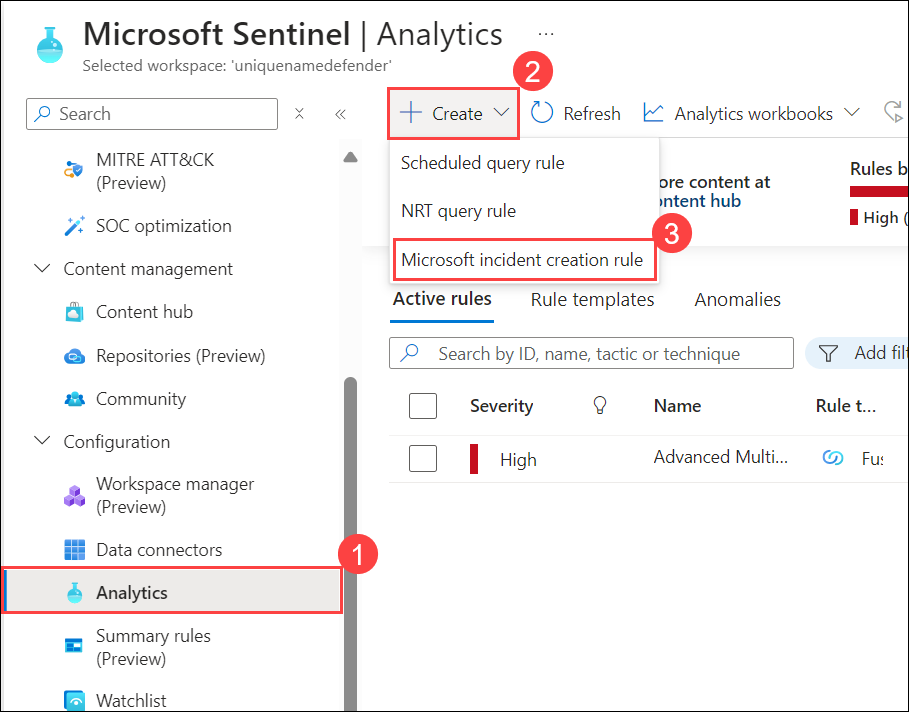 Microsoft Sentinel | Analytics ...
Selected workspace: 'uniquenamedefender'
2
Search
Create
Refresh
Analytics workbooks
MITRE ATT&CK
(Preview)
SOC optimization
Content management
Content hub
Repositories (Preview)
Community
Configuration
Workspace manager
(Preview)
Data connectors
1
Analytics
Summary rules
(Preview)
Watchlist
Scheduled query rule
NRT query rule
3
Microsoft incident creation rule
ore content at
ontent hub
Rules b
High (
Active rules
Rule templates
Anomalies
Search by ID, name, tactic or technique
Add filt
Severity
Name
Rule t...
High
Advanced Multi...
Fus